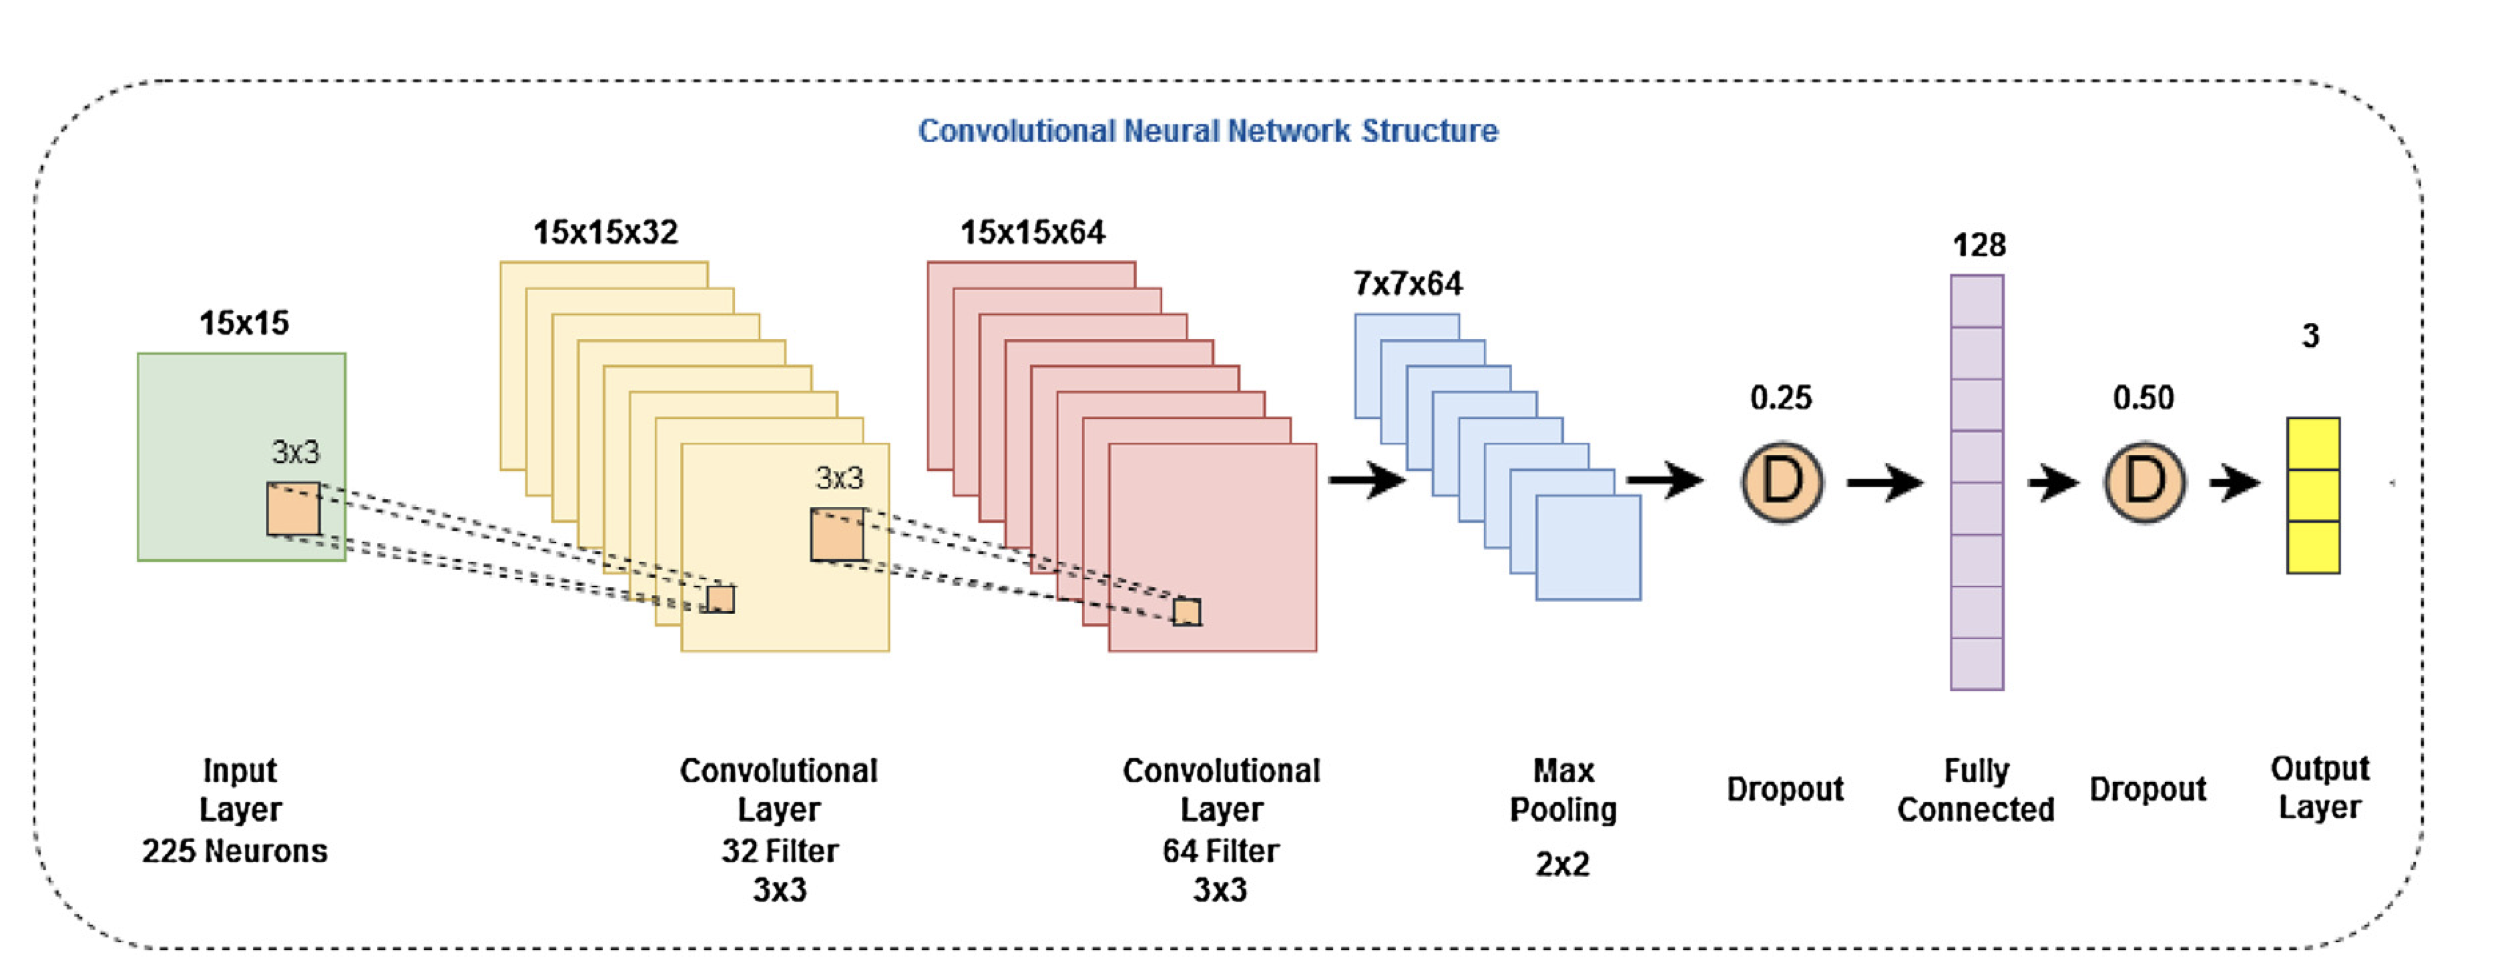 Convolutional Neural Network Structure
15x15
3x3
15x15x32
3x3
15x15x64
7x7x64
0.25
D
128
0.50
D
3
Input
Layer
225 Neurons
Convolutional
Layer
32 Filter
3x3
Convolutional
Layer
64 Filter
3x3
Max
Pooling
2x2
Dropout
Fully
Connected
Dropout
Output
Layer